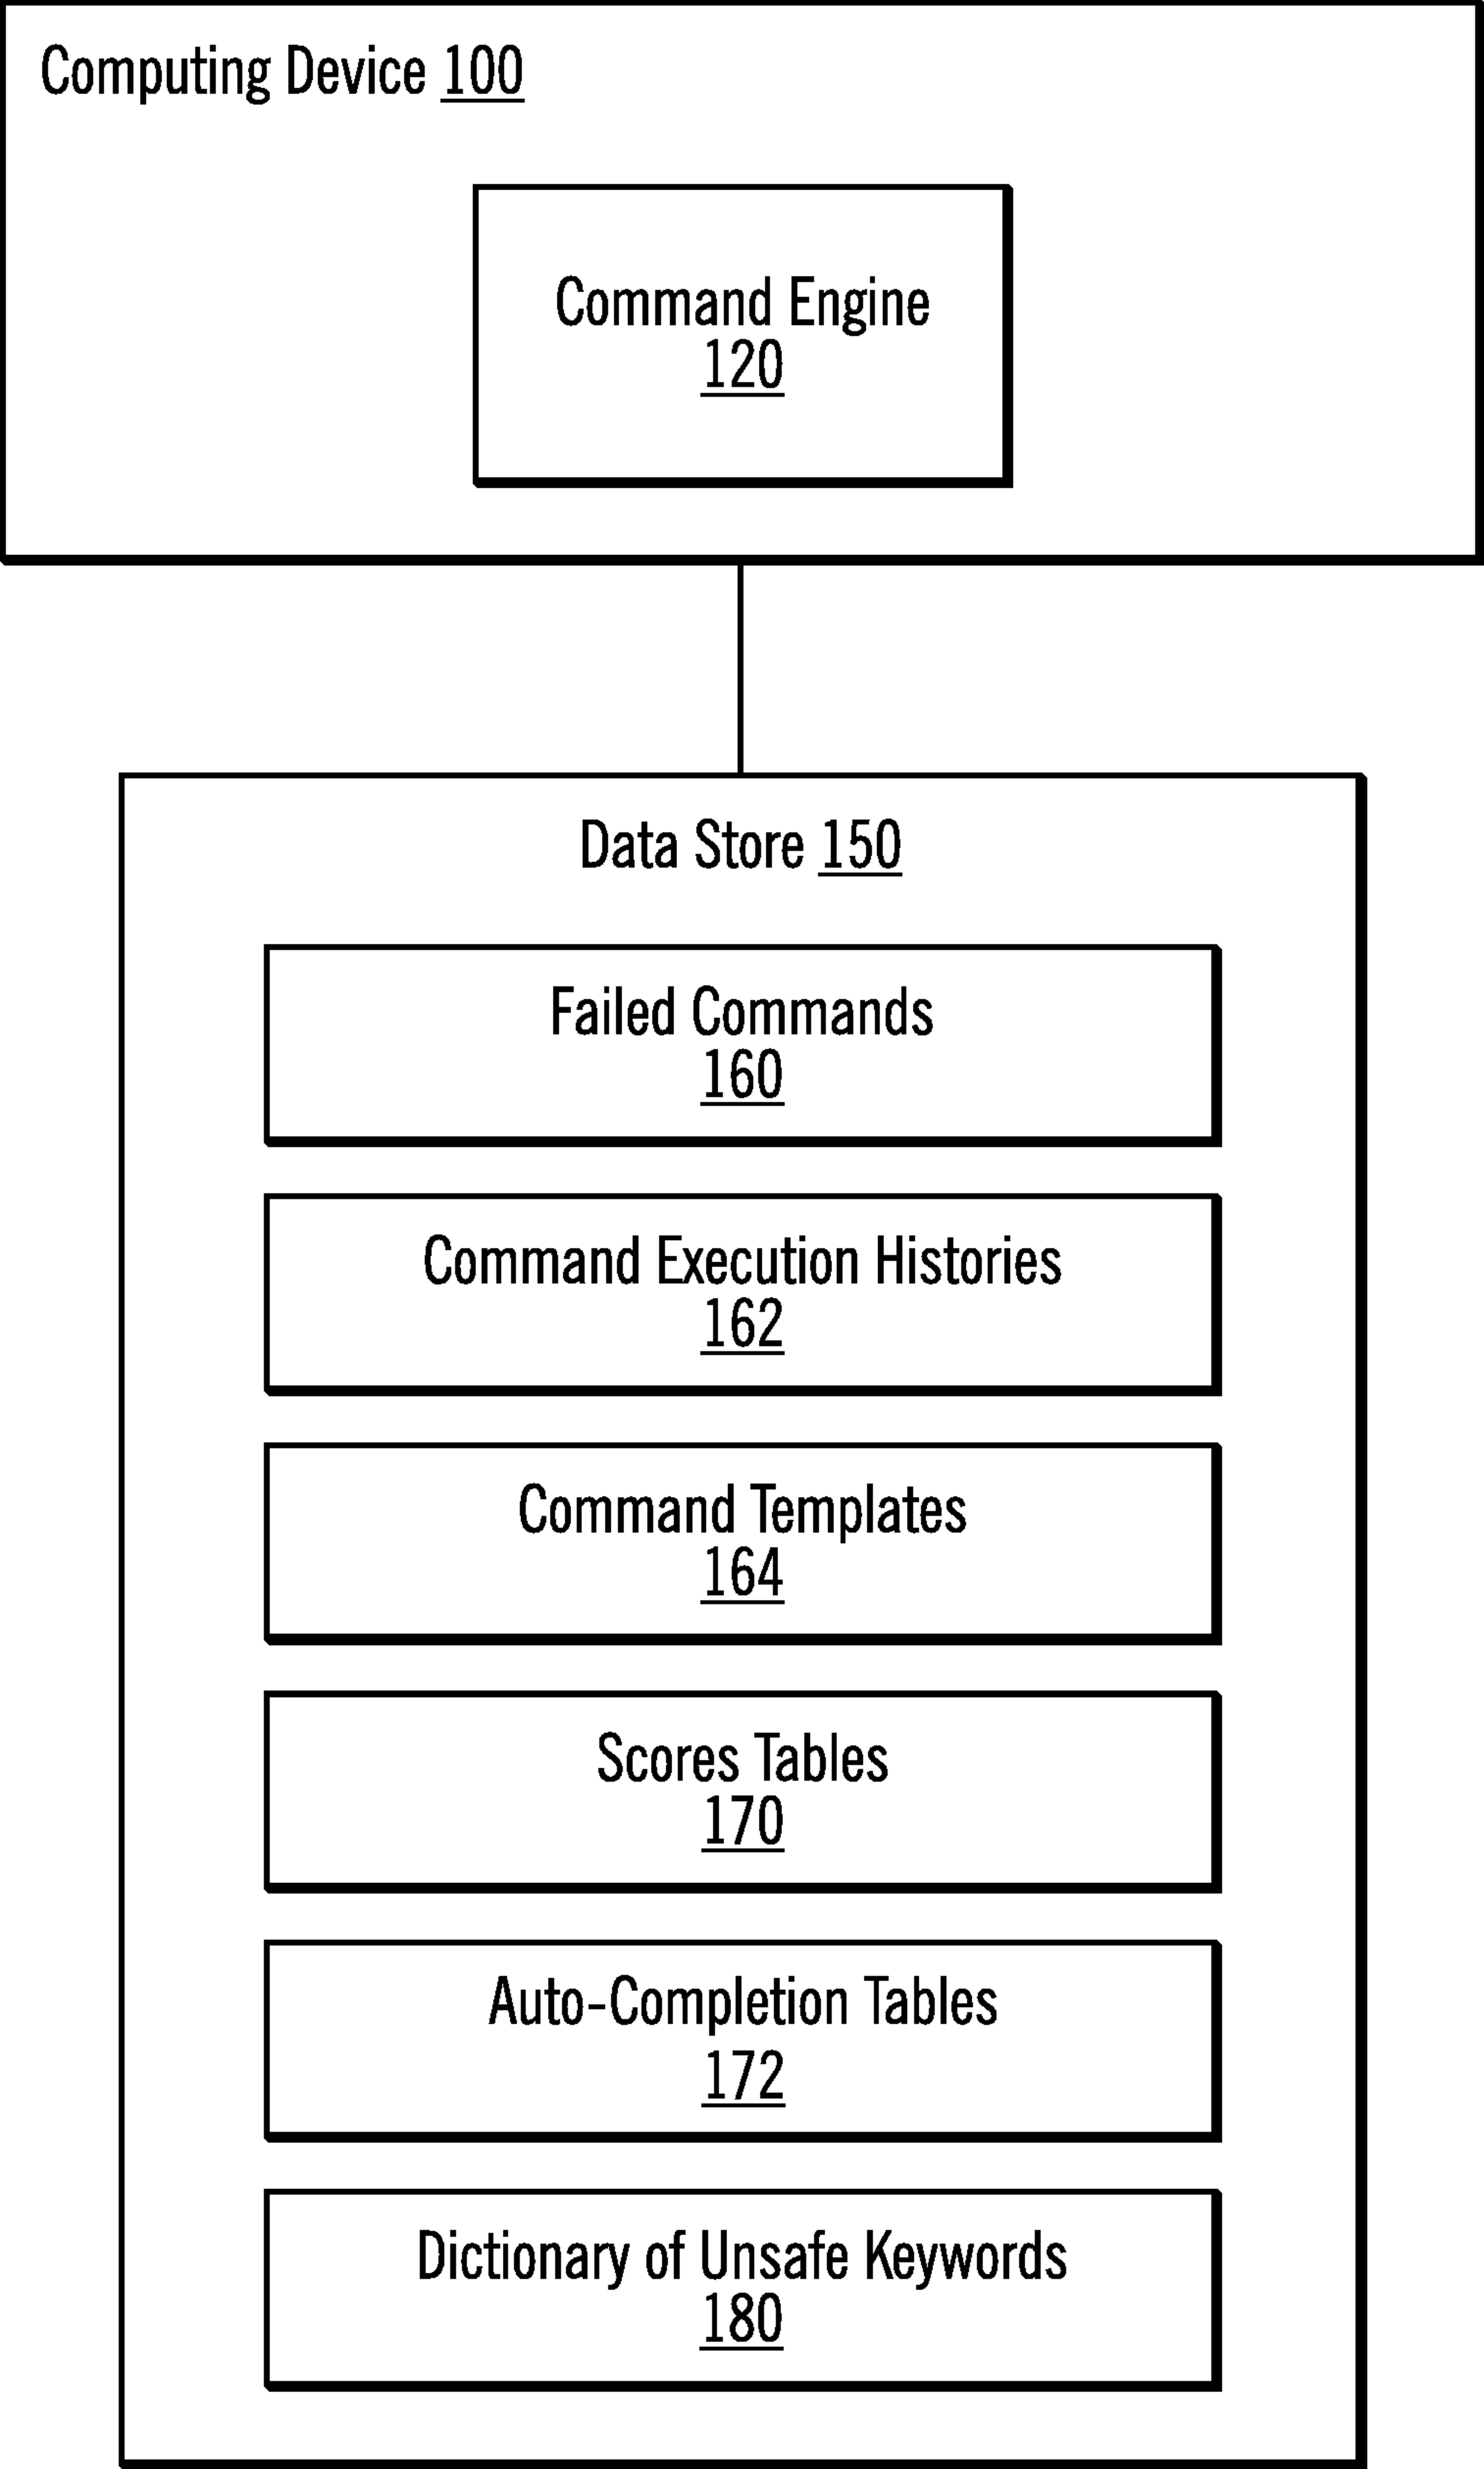 Computing Device 100
Command Engine
120
Data Store 150
Failed Commands
160
Command Execution Histories
162
Command Templates
164
Scores Tables
170
Auto-Completion Tables
172
Dictionary of Unsafe Keywords
180